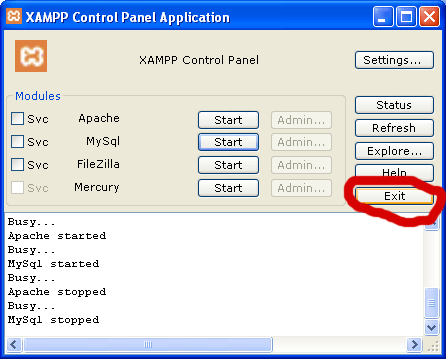 XAMPP Control Panel Application
XAMPP Control Panel
Settings...
Modules
Svc Apache Start Admin...
Svc MySql Start Admin...
Svc FileZilla Start Admin...
Svc Mercury Start Admin...
Status
Refresh
Explore...
Help
Exit
Busy...
Apache started
Busy...
MySql started
Busy...
Apache stopped
Busy...
MySql stopped